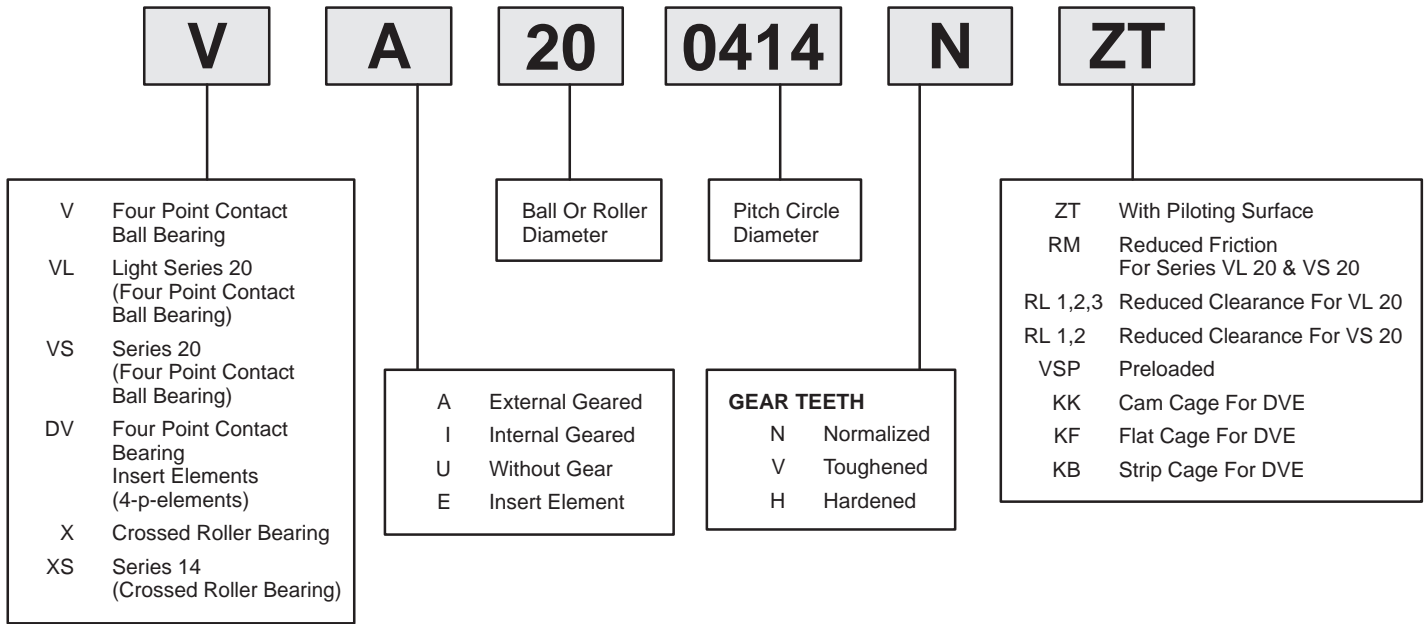 V A 20 0414 N ZT
V Four Point Contact
Ball Bearing
VL Light Series 20
(Four Point Contact
Ball Bearing)
VS Series 20
(Four Point Contact
Ball Bearing)
DV Four Point Contact
Bearing
Insert Elements
(4-p-elements)
X Crossed Roller Bearing
XS Series 14
(Crossed Roller Bearing)
A External Geared
I Internal Geared
U Without Gear
E Insert Element
Ball Or Roller
Diameter
Pitch Circle
Diameter
GEAR TEETH
N Normalized
V Toughened
H Hardened
ZT With Piloting Surface
RM Reduced Friction
For Series VL 20 & VS 20
RL 1,2,3 Reduced Clearance For VL 20
RL 1,2 Reduced Clearance For VS 20
VSP Preloaded
KK Cam Cage For DVE
KF Flat Cage For DVE
KB Strip Cage For DVE